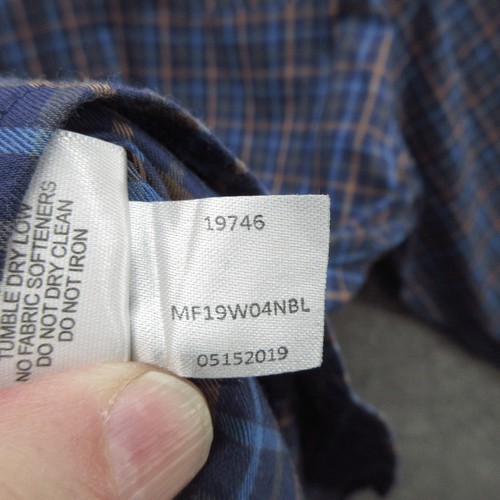 TUMBLE DRY LOW
NO FABRIC SOFTENERS
DO NOT DRY CLEAN
DO NOT IRON
19746
MF19W04NBL
05152019